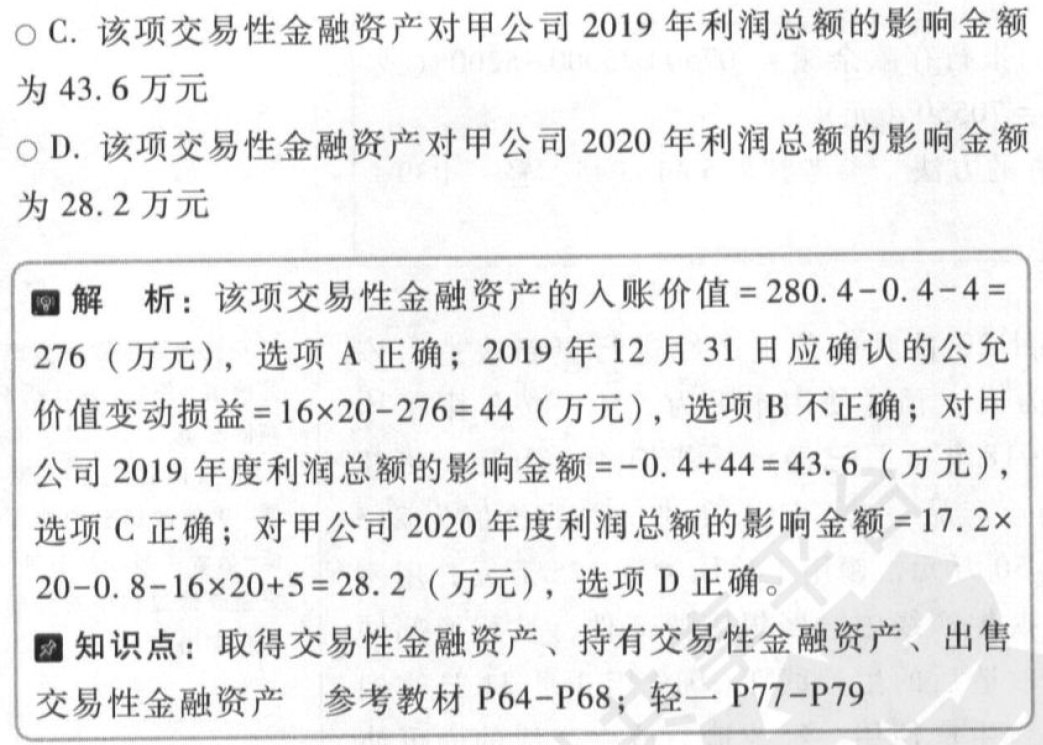 ○ C. 该项交易性金融资产对甲公司 2019 年利润总额的影响金额
为 43.6 万元
○ D. 该项交易性金融资产对甲公司 2020 年利润总额的影响金额
为 28.2 万元
解 析：该项交易性金融资产的入账价值=280.4-0.4-4=
276（万元），选项 A 正确；2019 年 12 月 31 日应确认的公允
价值变动损益=16×20-276=44（万元），选项 B 不正确；对甲
公司 2019 年度利润总额的影响金额=-0.4+44=43.6（万元），
选项 C 正确；对甲公司 2020 年度利润总额的影响金额=17.2×
20-0.8-16×20+5=28.2（万元），选项 D 正确。
知识点：取得交易性金融资产、持有交易性金融资产、出售
交易性金融资产 参考教材 P64-P68；轻一 P77-P79